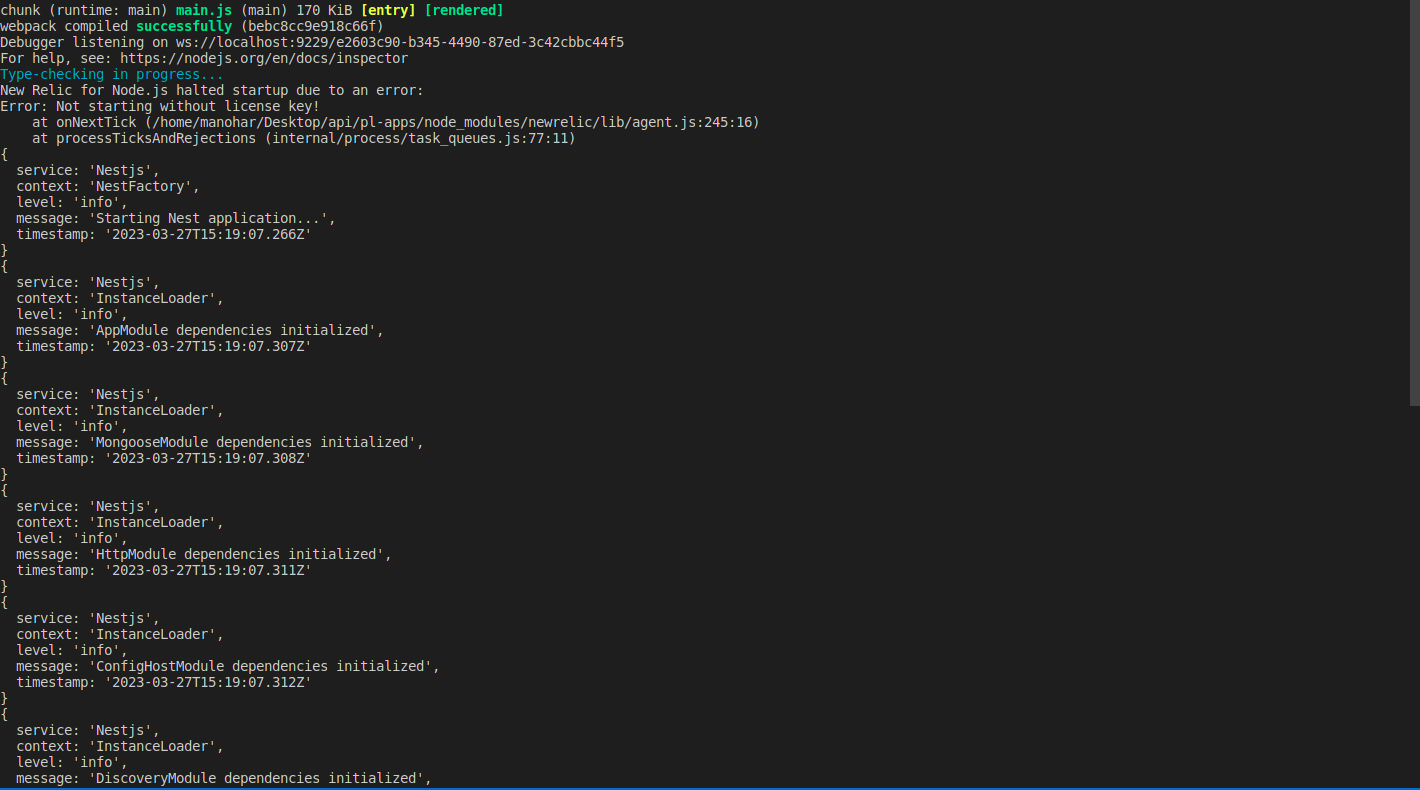 chunk (runtime: main) main.js (main) 170 KiB [entry] [rendered]
webpack compiled successfully (bebc8cc9e918c66f)
Debugger listening on ws://localhost:9229/e2603c90-b345-4490-87ed-3c42cbbc44f5
For help, see: https://nodejs.org/en/docs/inspector
Type-checking in progress...
New Relic for Node.js halted startup due to an error:
Error: Not starting without license key!
    at onNextTick (/home/manohar/Desktop/api/pl-apps/node_modules/newrelic/lib/agent.js:245:16)
    at processTicksAndRejections (internal/process/task_queues.js:77:11)
{
  service: 'Nestjs',
  context: 'NestFactory',
  level: 'info',
  message: 'Starting Nest application...',
  timestamp: '2023-03-27T15:19:07.266Z'
}
{
  service: 'Nestjs',
  context: 'InstanceLoader',
  level: 'info',
  message: 'AppModule dependencies initialized',
  timestamp: '2023-03-27T15:19:07.307Z'
}
{
  service: 'Nestjs',
  context: 'InstanceLoader',
  level: 'info',
  message: 'MongooseModule dependencies initialized',
  timestamp: '2023-03-27T15:19:07.308Z'
}
{
  service: 'Nestjs',
  context: 'InstanceLoader',
  level: 'info',
  message: 'HttpModule dependencies initialized',
  timestamp: '2023-03-27T15:19:07.311Z'
}
{
  service: 'Nestjs',
  context: 'InstanceLoader',
  level: 'info',
  message: 'ConfigHostModule dependencies initialized',
  timestamp: '2023-03-27T15:19:07.312Z'
}
{
  service: 'Nestjs',
  context: 'InstanceLoader',
  level: 'info',
  message: 'DiscoveryModule dependencies initialized',